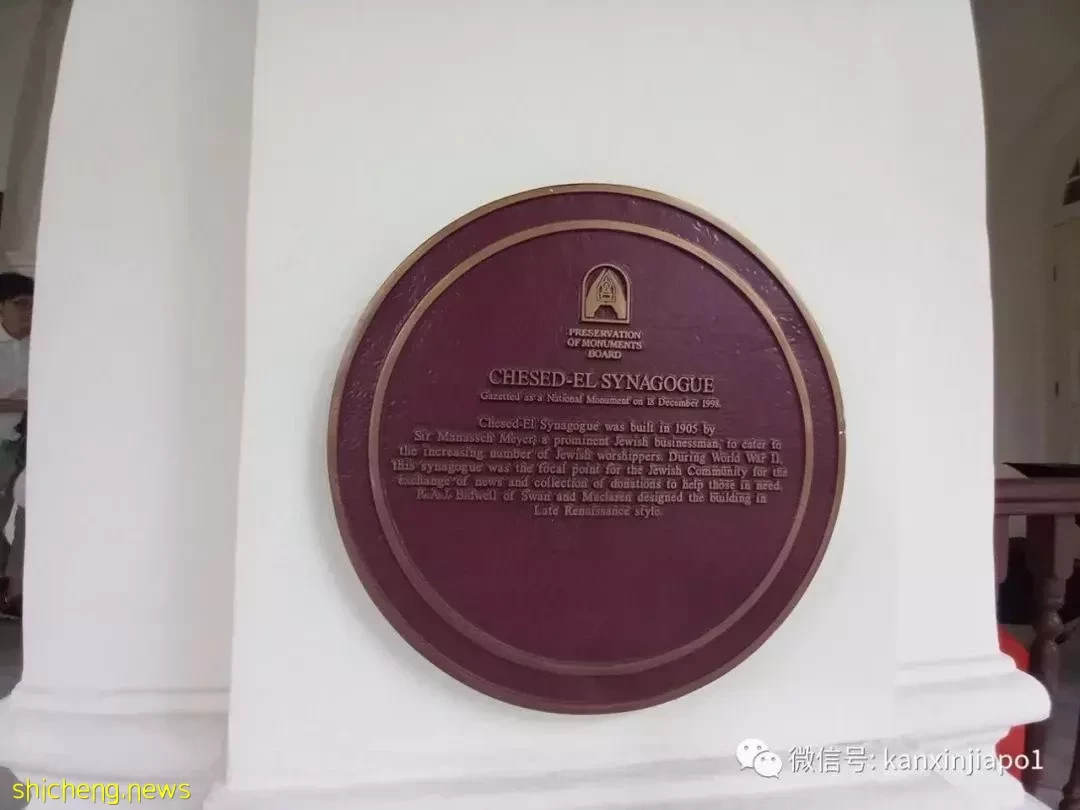 PRESERVATION
OF MONUMENTS
BOARD
CHESED-EL SYNAGOGUE
Gazetted as a National Monument on 18 December 1998.
Chesed-El Synagogue was built in 1905 by
Sir Manasseh Meyer, a prominent Jewish businessman, to cater to
the increasing number of Jewish worshippers. During World War II,
this synagogue was the focal point for the Jewish Community for the
exchange of news and collection of donations to help those in need.
R.A.J. Bidwell of Swan and Maclaren designed the building in
Late Renaissance style.
微信号: kanxinjiapo1
shicheng.news